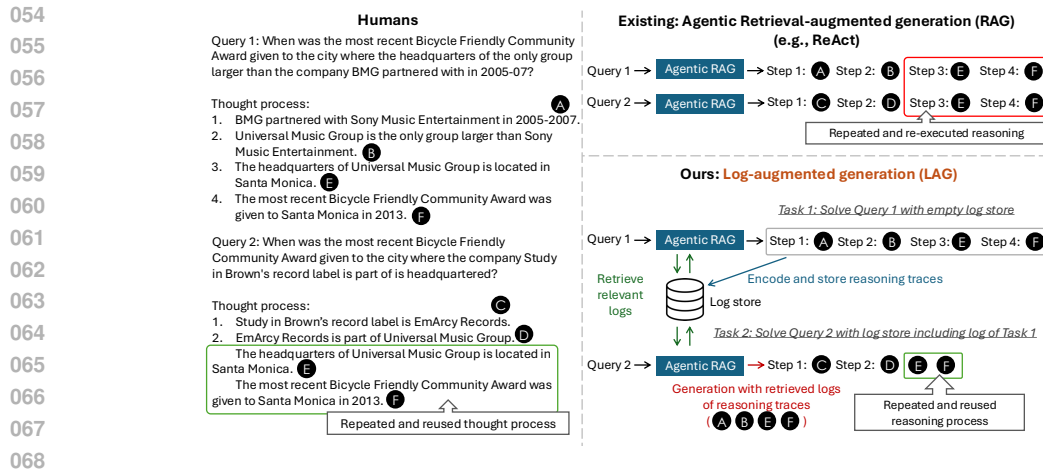 054
055
056
057
058
059
060
061
062
063
064
065
066
067
068
Humans
Query 1: When was the most recent Bicycle Friendly Community
Award given to the city where the headquarters of the only group
larger than the company BMG partnered with in 2005-07?
Thought process:
A
1. BMG partnered with Sony Music Entertainment in 2005-2007.
2. Universal Music Group is the only group larger than Sony
Music Entertainment. B
3. The headquarters of Universal Music Group is located in
Santa Monica. E
4. The most recent Bicycle Friendly Community Award was
given to Santa Monica in 2013. F
Query 2: When was the most recent Bicycle Friendly
Community Award given to the city where the company Study
in Brown's record label is part of is headquartered?
Thought process:
C
1. Study in Brown's record label is EmArcy Records.
2. EmArcy Records is part of Universal Music Group. D
The headquarters of Universal Music Group is located in
Santa Monica. E
The most recent Bicycle Friendly Community Award was
given to Santa Monica in 2013. F
Repeated and reused thought process
Existing: Agentic Retrieval-augmented generation (RAG)
(e.g., ReAct)
Query 1 Agentic RAG Step 1: A Step 2: B Step 3: E Step 4: F
Query 2 Agentic RAG Step 1: C Step 2: D Step 3: E Step 4: F
Repeated and re-executed reasoning
Ours: Log-augmented generation (LAG)
Task 1: Solve Query 1 with empty log store
Query 1 Agentic RAG Step 1: A Step 2: B Step 3: E Step 4: F
Retrieve
relevant
logs
Encode and store reasoning traces
Log store
Task 2: Solve Query 2 with log store including log of Task 1
Query 2 Agentic RAG Step 1: C Step 2: D E F
Generation with retrieved logs
of reasoning traces
( A B E F )
Repeated and reused
reasoning process